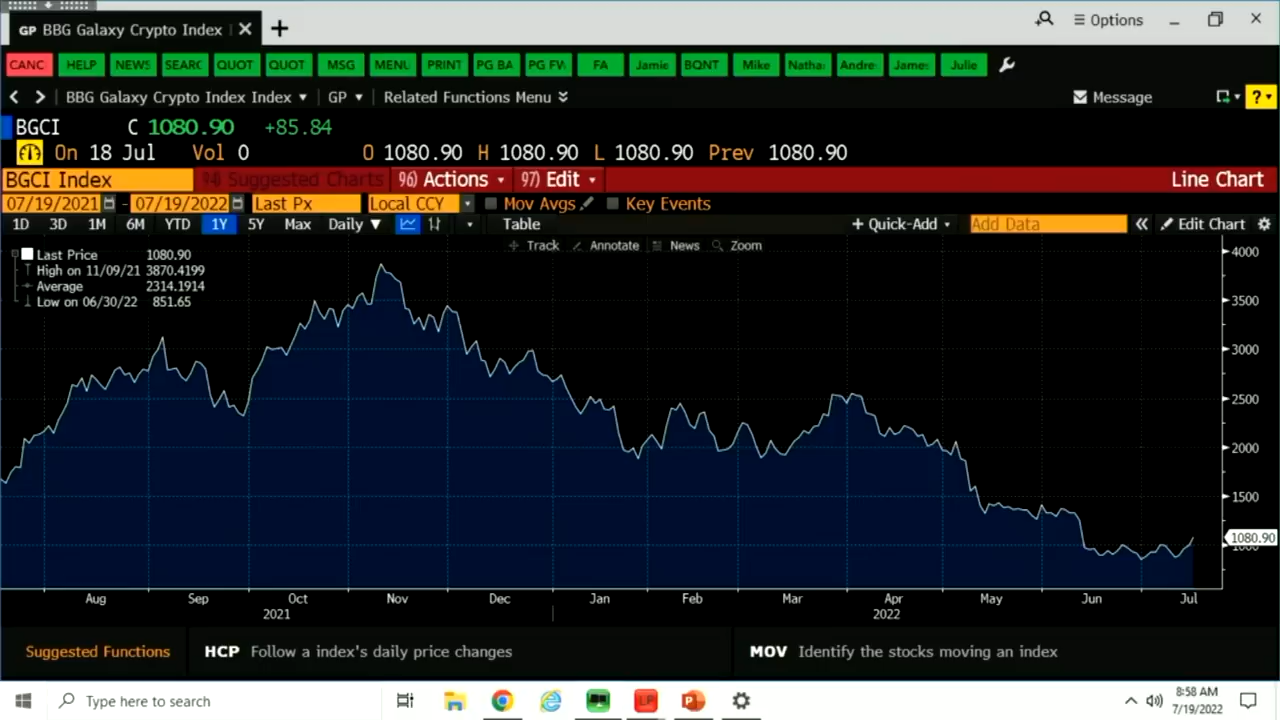 GP BBG Galaxy Crypto Index
Options
CANC HELP NEWS SEARC QUOT QUOT MSG MENU PRINT PG BA PG FV FA Jamie BQNT Mike Natha Andre James Julie
BBG Galaxy Crypto Index Index GP Related Functions Menu Message ?
BGCI C 1080.90 +85.84
On 18 Jul Vol 0 O 1080.90 H 1080.90 L 1080.90 Prev 1080.90
BGCI Index 94) Suggested Charts 96) Actions 97) Edit Line Chart
07/19/2021 - 07/19/2022 Last Px Local CCY Mov Avgs Key Events
1D 3D 1M 6M YTD 1Y 5Y Max Daily ▼ Table + Quick-Add Add Data « Edit Chart
Track Annotate News Zoom
Last Price 1080.90
High on 11/09/21 3870.4199
Average 2314.1914
Low on 06/30/22 851.65
4000
3500
3000
2500
2000
1500
1080.90
1000
Aug Sep Oct Nov Dec Jan Feb Mar Apr May Jun Jul
2021 2022
Suggested Functions HCP Follow a index's daily price changes MOV Identify the stocks moving an index
Type here to search
8:58 AM
7/19/2022